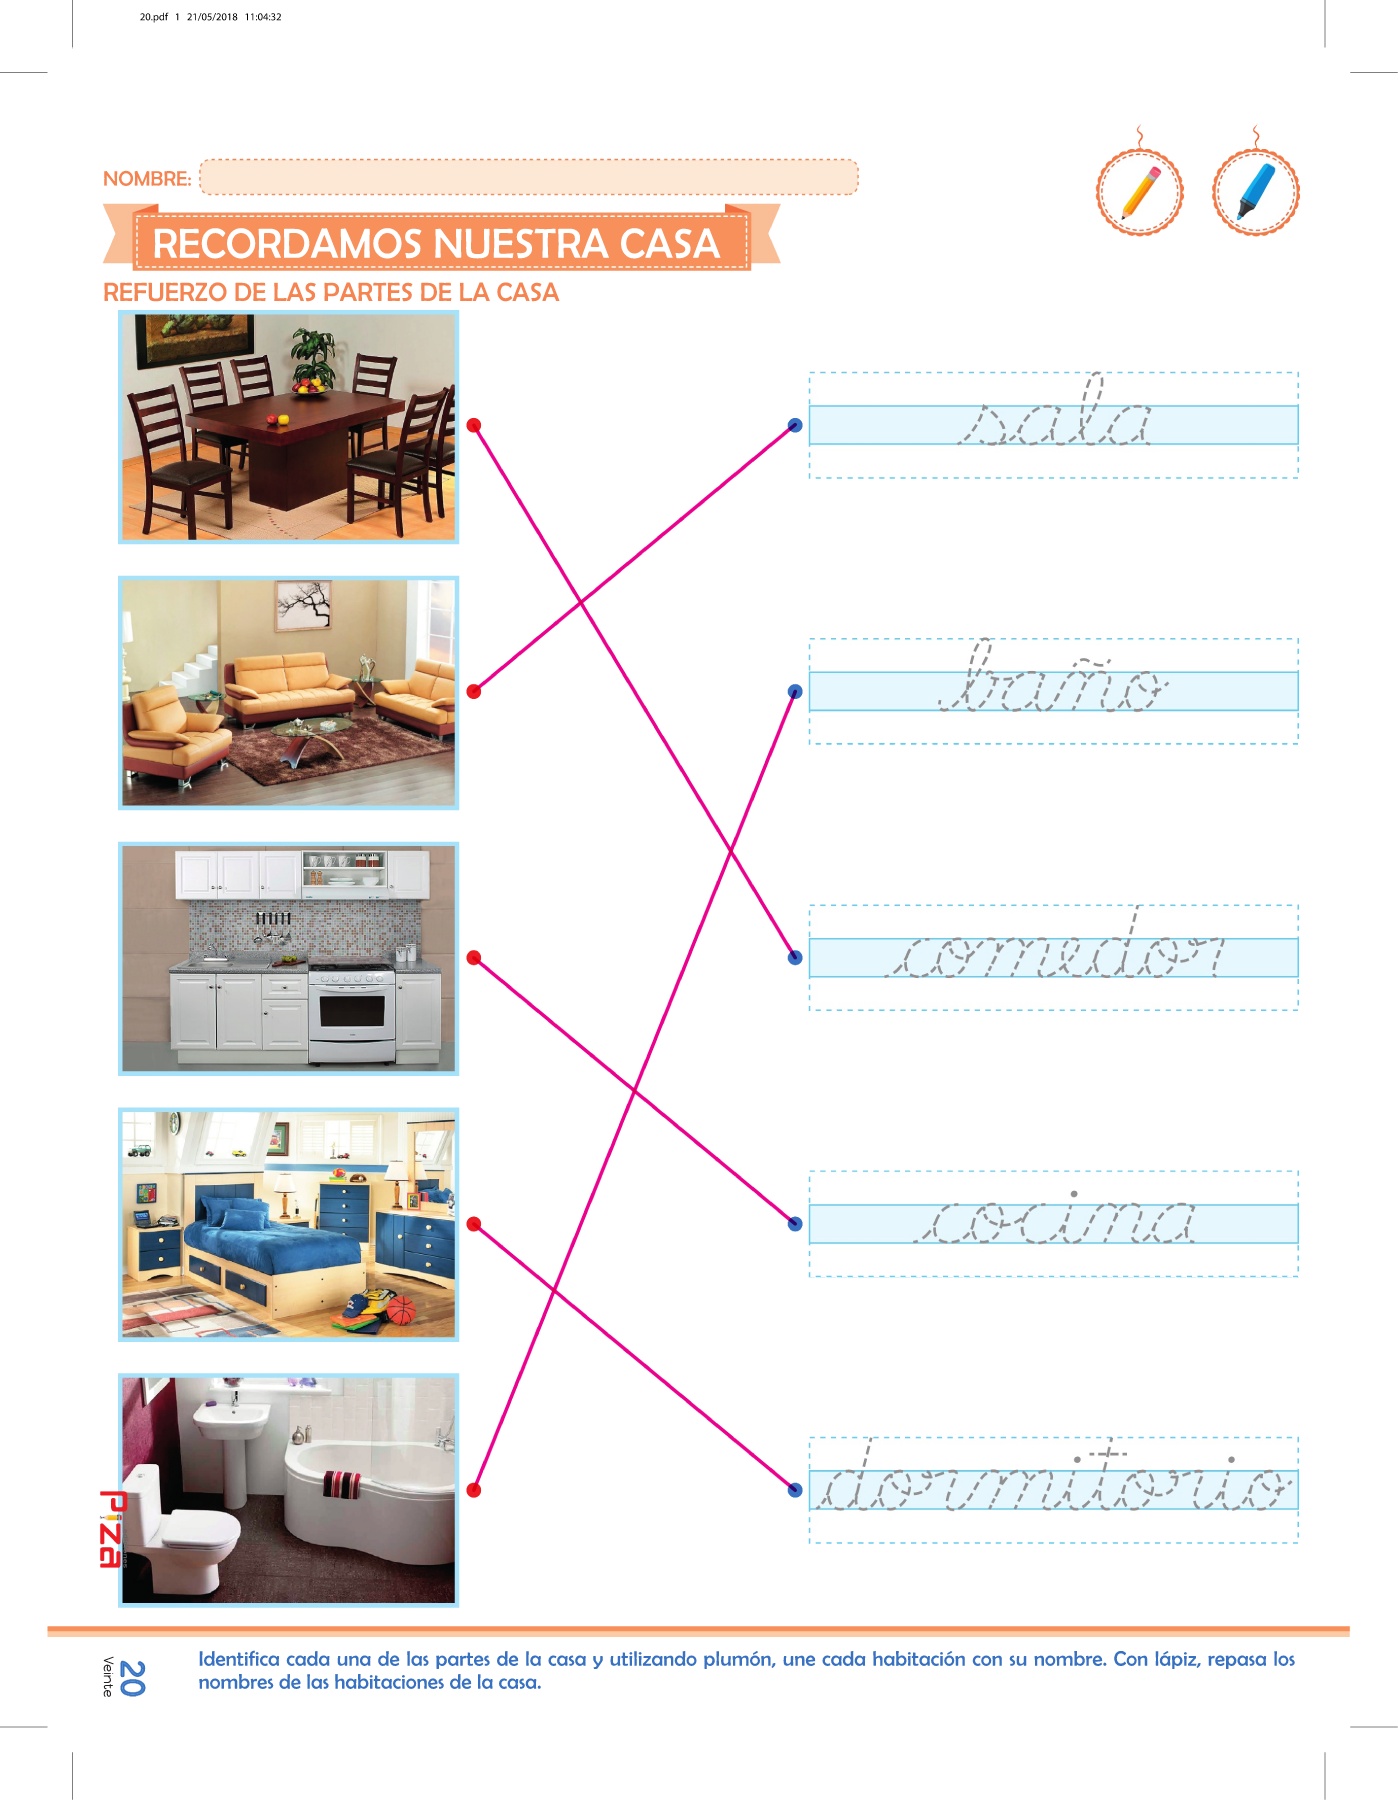 20.pdf 1 21/05/2018 11:04:32
NOMBRE:
RECORDAMOS NUESTRA CASA
REFUERZO DE LAS PARTES DE LA CASA
sala
baño
comedor
cocina
dormitorio
Piza
20
Veinte
Identifica cada una de las partes de la casa y utilizando plumón, une cada habitación con su nombre. Con lápiz, repasa los
nombres de las habitaciones de la casa.